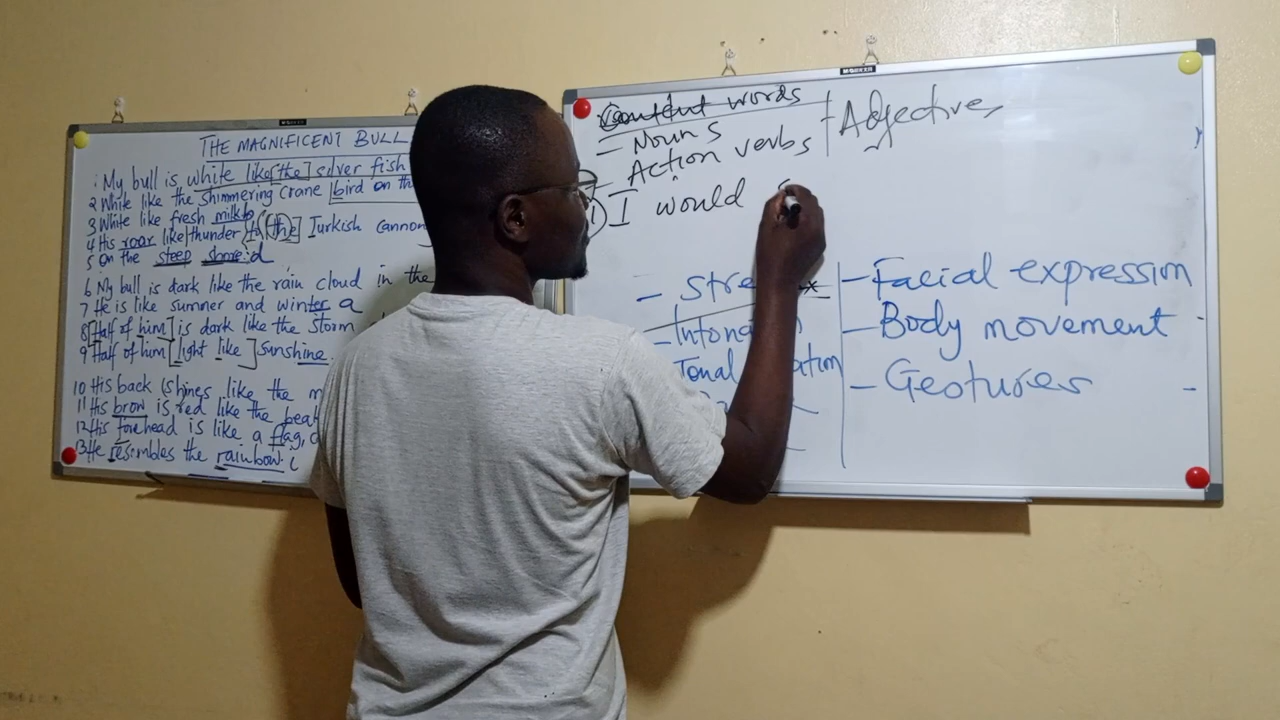 THE MAGNIFICENT BULL
1 My bull is white like [the] silver fish
2 White like the shimmering crane bird on the
3 White like fresh milk
4 His roar like thunder to [the] Turkish cannon
5 On the steep shore
6 My bull is dark like the rain cloud in the
7 He is like summer and winter
8 [Half of him] is dark like the storm
9 Half of him [light like] Sunshine.
10 His back (shines like the
11 His brow is red like the
12 His forehead is like a flag,
13 He resembles the rainbow.
Content words
- Nouns
- Action verbs
Adjectives
1) I would
- Facial expression
- Body movement
- Geotures